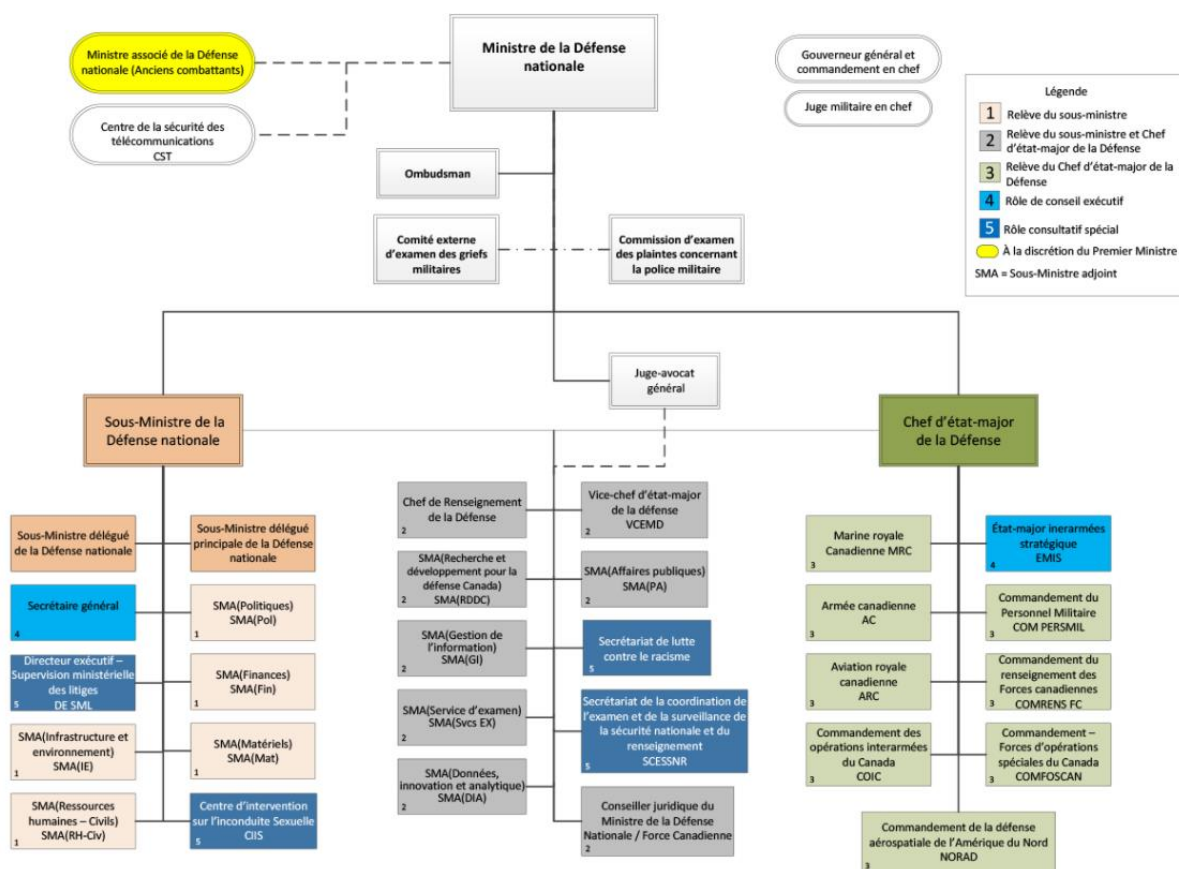 Ministre associé de la Défense
nationale (Anciens combattants)
Centre de la sécurité des
télécommunications
CST
Ministre de la Défense
nationale
Gouverneur général et
commandement en chef
Juge militaire en chef
Légende
1 Relève du sous-ministre
2 Relève du sous-ministre et Chef
d'état-major de la Défense
3 Relève du Chef d'état-major de la
Défense
4 Rôle de conseil exécutif
5 Rôle consultatif spécial
À la discrétion du Premier Ministre
SMA = Sous-Ministre adjoint
Ombudsman
Comité externe
d'examen des griefs
militaires
Commission d'examen
des plaintes concernant
la police militaire
Juge-avocat
général
Sous-Ministre de la
Défense nationale
Chef d'état-major
de la Défense
Sous-Ministre délégué
de la Défense nationale
Sous-Ministre délégué
principale de la Défense
nationale
Secrétaire général
4
SMA(Politiques)
SMA(Pol)
1
Directeur exécutif –
Supervision ministérielle
des litiges
DE SML
5
SMA(Finances)
SMA(Fin)
1
SMA(Infrastructure et
environnement)
SMA(IE)
1
SMA(Matériels)
SMA(Mat)
1
SMA(Ressources
humaines – Civils)
SMA(RH-Civ)
1
Centre d'intervention
sur l'inconduite Sexuelle
CIIS
5
Chef de Renseignement
de la Défense
2
Vice-chef d'état-major de
la défense
VCEMD
2
SMA(Recherche et
développement pour la
défense Canada)
SMA(RDDC)
2
SMA(Affaires publiques)
SMA(PA)
2
SMA(Gestion de
l'information)
SMA(GI)
2
Secrétariat de lutte
contre le racisme
5
SMA(Service d'examen)
SMA(Svcs EX)
2
Secrétariat de la coordination de
l'examen et de la surveillance de
la sécurité nationale et du
renseignement
SCESSNR
5
SMA(Données,
innovation et analytique)
SMA(DIA)
2
Conseiller juridique du
Ministre de la Défense
Nationale / Force Canadienne
2
Marine royale
Canadienne MRC
3
État-major inerarmées
stratégique
EMIS
4
Armée canadienne
AC
3
Commandement du
Personnel Militaire
COM PERSMIL
3
Aviation royale
canadienne
ARC
3
Commandement du
renseignement des
Forces canadiennes
COMRENS FC
3
Commandement des
opérations interarmées
du Canada
COIC
3
Commandement –
Forces d'opérations
spéciales du Canada
COMFOSCAN
3
Commandement de la défense
aérospatiale de l'Amérique du Nord
NORAD
3